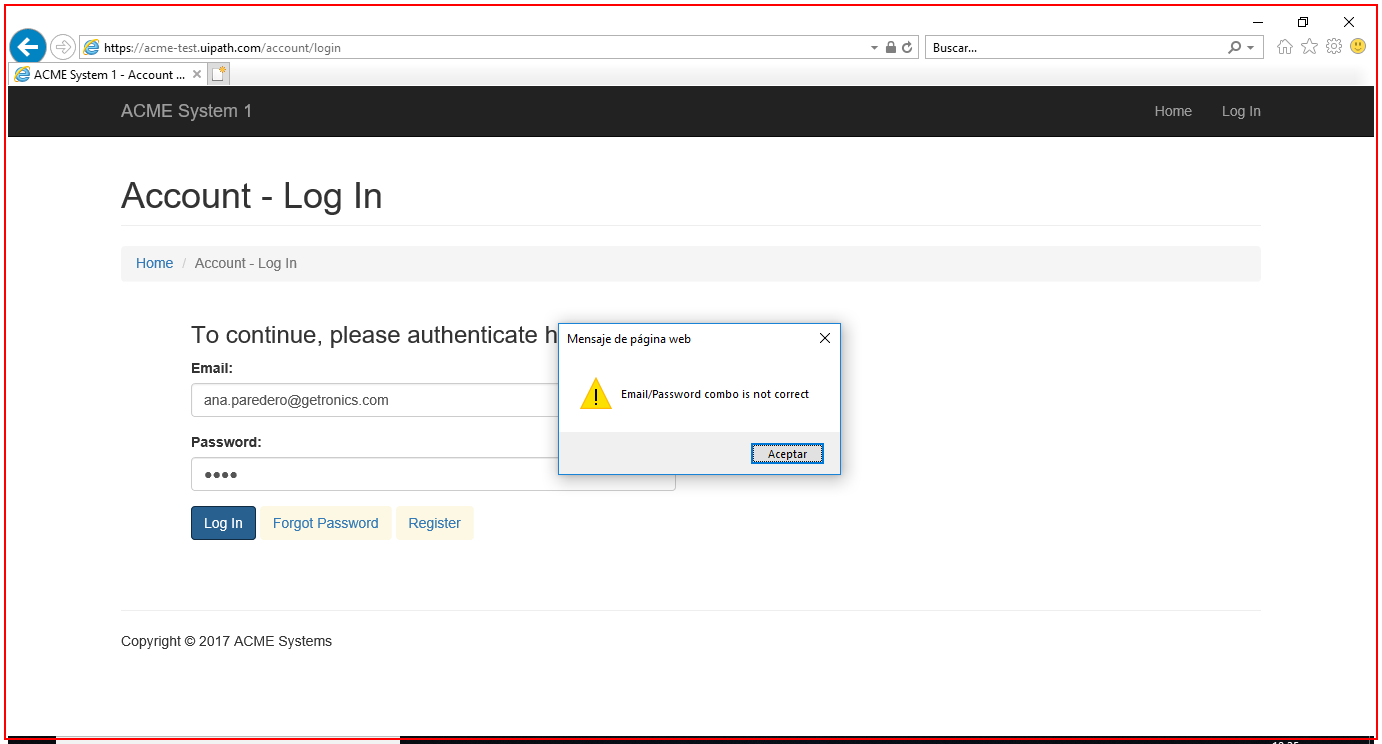 https://acme-test.uipath.com/account/login
Buscar...
ACME System 1 - Account ...
ACME System 1
Home
Log In
Account - Log In
Home / Account - Log In
To continue, please authenticate h
Mensaje de página web
Email/Password combo is not correct
Aceptar
Email:
ana.paredero@getronics.com
Password:
••••
Log In
Forgot Password
Register
Copyright © 2017 ACME Systems